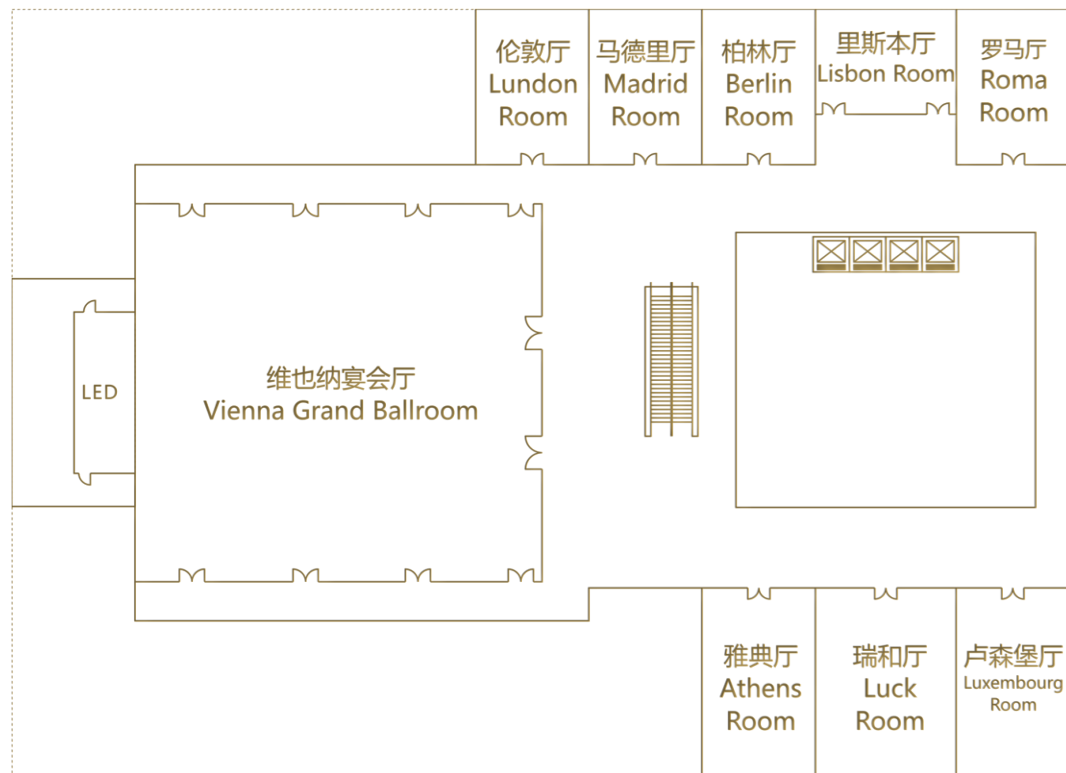 伦敦厅
Lundon
Room
马德里厅
Madrid
Room
柏林厅
Berlin
Room
里斯本厅
Lisbon Room
罗马厅
Roma
Room
LED
维也纳宴会厅
Vienna Grand Ballroom
雅典厅
Athens
Room
瑞和厅
Luck
Room
卢森堡厅
Luxembourg
Room